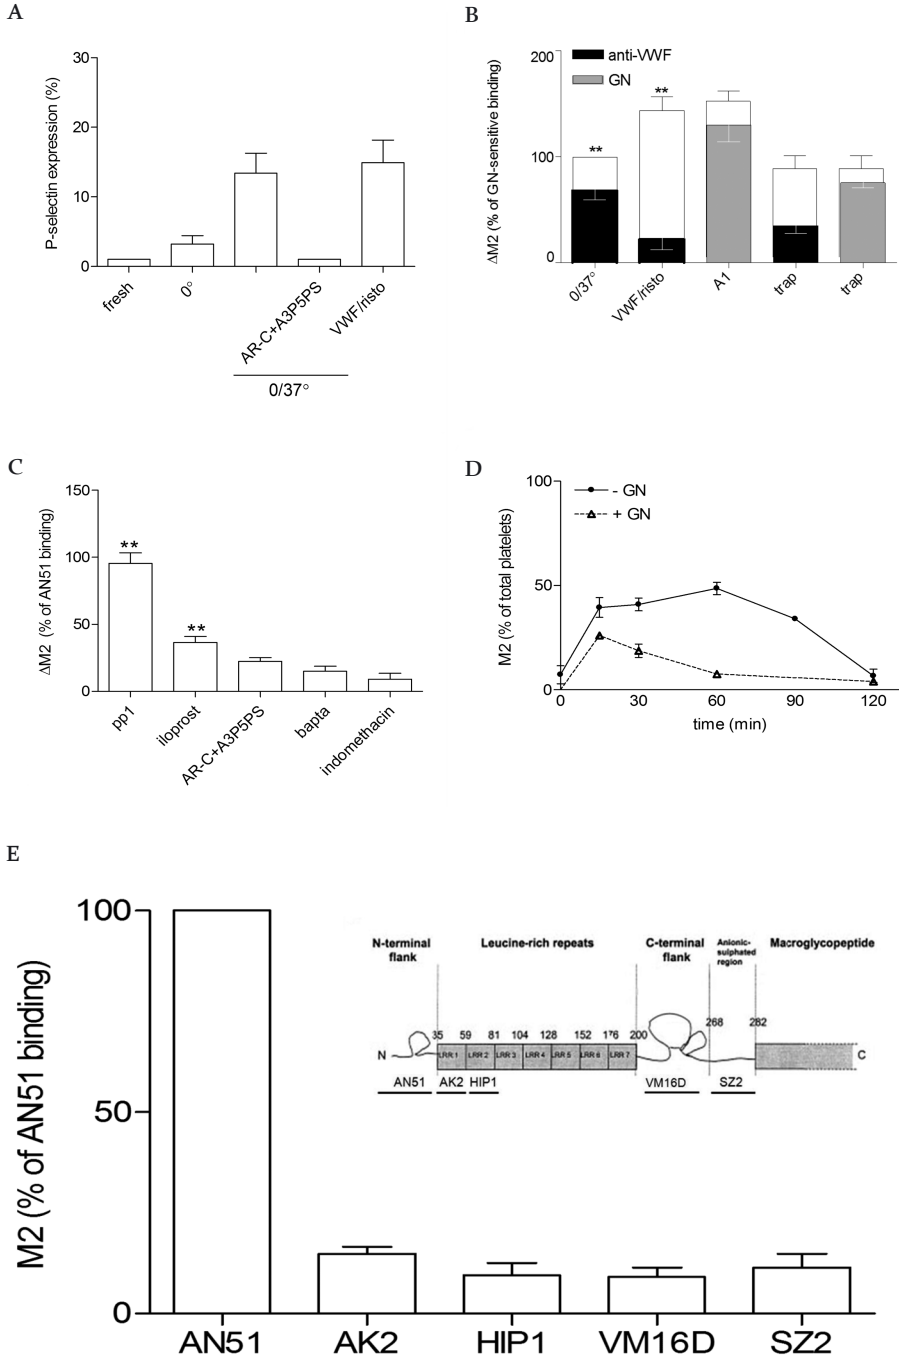 A
P-selectin expression (%)
30
20
10
0
fresh
0°
AR-C+A3P5PS
VWF/risto
0/37°
B
ΔM2 (% of GN-sensitive binding)
200
100
0
anti-VWF
GN
**
**
0/37°
VWF/risto
A1
trap
trap
C
ΔM2 (% of AN51 binding)
150
100
50
0
**
**
pp1
iloprost
AR-C+A3P5PS
bapta
indomethacin
D
M2 (% of total platelets)
100
50
0
- GN
+ GN
0 30 60 90 120
time (min)
E
M2 (% of AN51 binding)
100
50
0
N-terminal
flank
Leucine-rich repeats
C-terminal
flank
Anionic-
sulphated
region
Macroglycopeptide
35 59 81 104 128 152 176 200 268 282
N
LRR 1 LRR 2 LRR 3 LRR 4 LRR 5 LRR 6 LRR 7
C
AN51 AK2 HIP1 VM16D SZ2
AN51 AK2 HIP1 VM16D SZ2